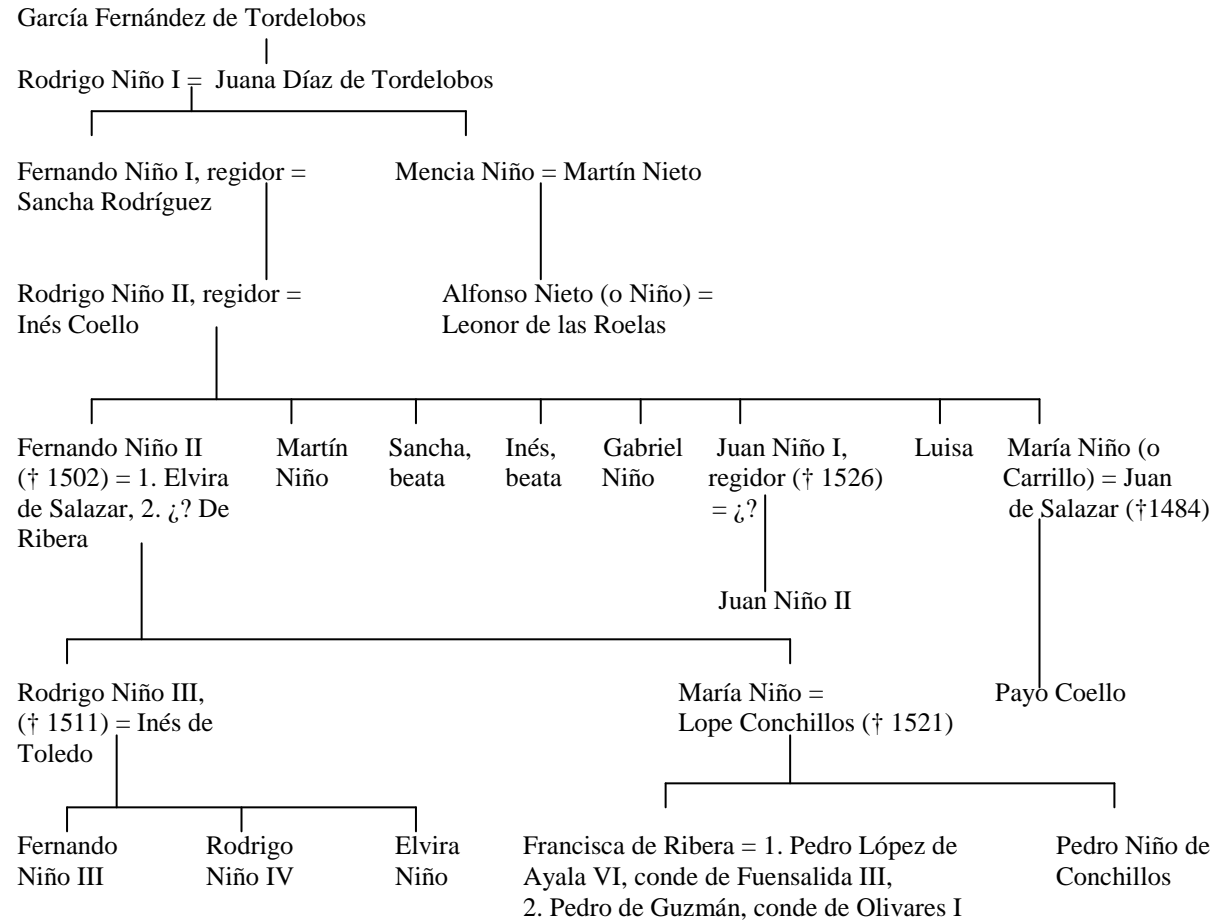 García Fernández de Tordelobos
Rodrigo Niño I = Juana Díaz de Tordelobos
Fernando Niño I, regidor =
Sancha Rodríguez
Mencia Niño = Martín Nieto
Rodrigo Niño II, regidor =
Inés Coello
Alfonso Nieto (o Niño) =
Leonor de las Roelas
Fernando Niño II
(† 1502) = 1. Elvira
de Salazar, 2. ¿? De
Ribera
Martín
Niño
Sancha,
beata
Inés,
beata
Gabriel
Niño
Juan Niño I,
regidor († 1526)
= ¿?
Luisa
María Niño (o
Carrillo) = Juan
de Salazar (†1484)
Juan Niño II
Rodrigo Niño III,
(† 1511) = Inés de
Toledo
María Niño =
Lope Conchillos († 1521)
Payo Coello
Fernando
Niño III
Rodrigo
Niño IV
Elvira
Niño
Francisca de Ribera = 1. Pedro López de
Ayala VI, conde de Fuensalida III,
2. Pedro de Guzmán, conde de Olivares I
Pedro Niño de
Conchillos